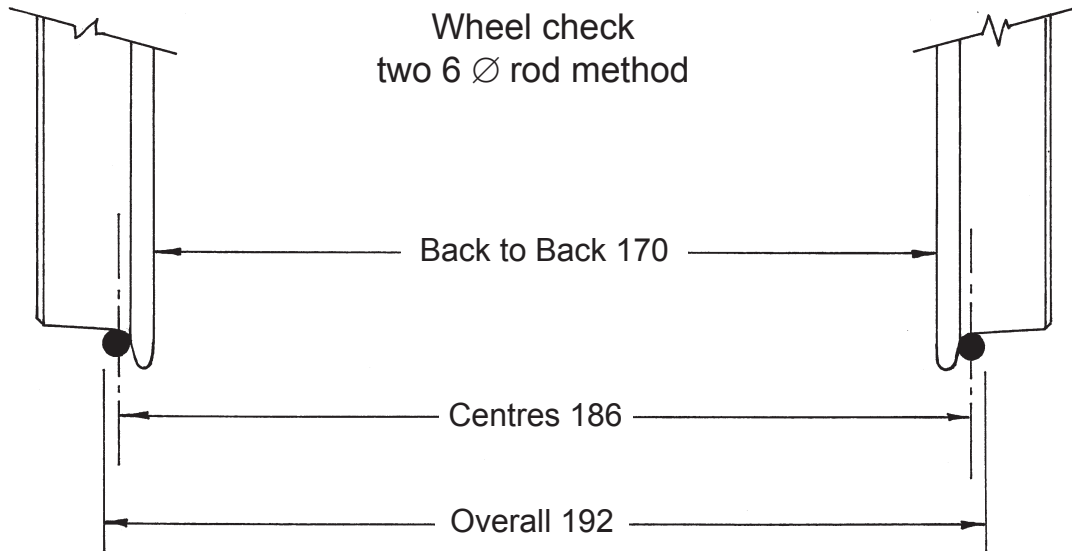 Wheel check
two 6 ∅ rod method
Back to Back 170
Centres 186
Overall 192